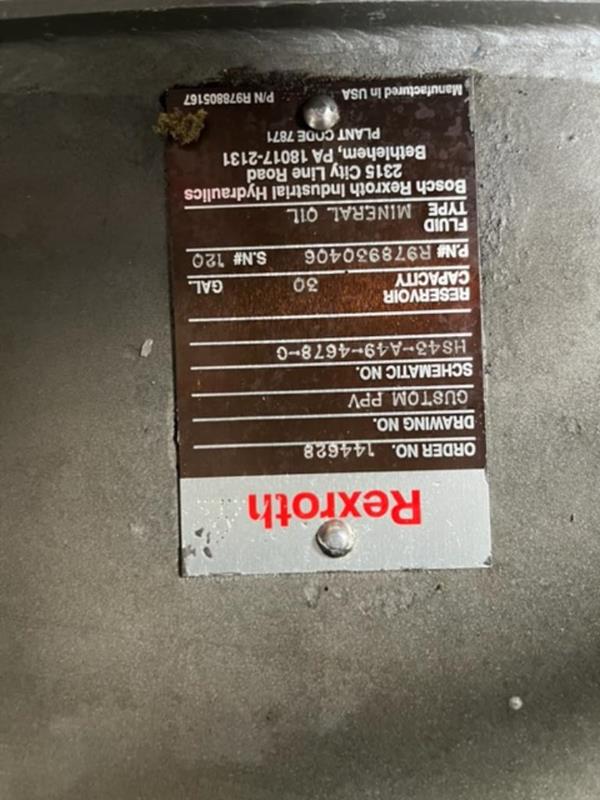 Rexroth
ORDER NO. 144628
DRAWING NO.
CUSTOM PPV
SCHEMATIC NO.
HS43-A49-4678-0
RESERVOIR
CAPACITY 30 GAL.
P.N# R978930406 S.N# 120
FLUID
TYPE MINERAL OIL
Bosch Rexroth Industrial Hydraulics
2315 City Line Road
Bethlehem, PA 18017-2131
PLANT CODE 7871
Manufactured in USA P/N R978805167